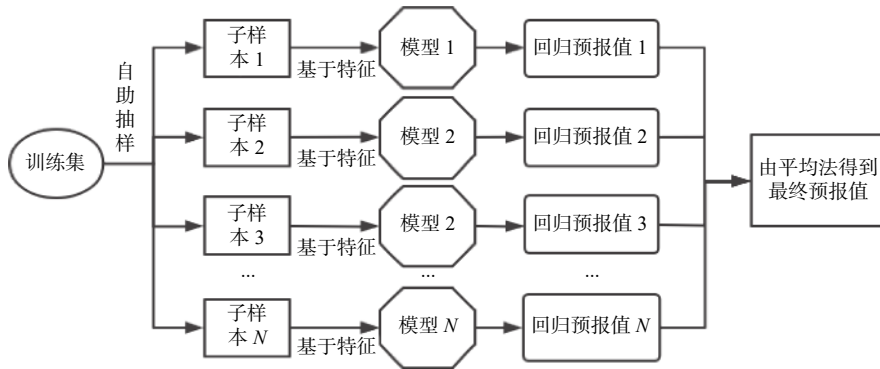 训练集
自
助
抽
样
子样
本 1
基于特征
模型 1
回归预报值 1
子样
本 2
基于特征
模型 2
回归预报值 2
子样
本 3
基于特征
模型 2
回归预报值 3
...
...
...
子样
本 N
基于特征
模型 N
回归预报值 N
由平均法得到
最终预报值